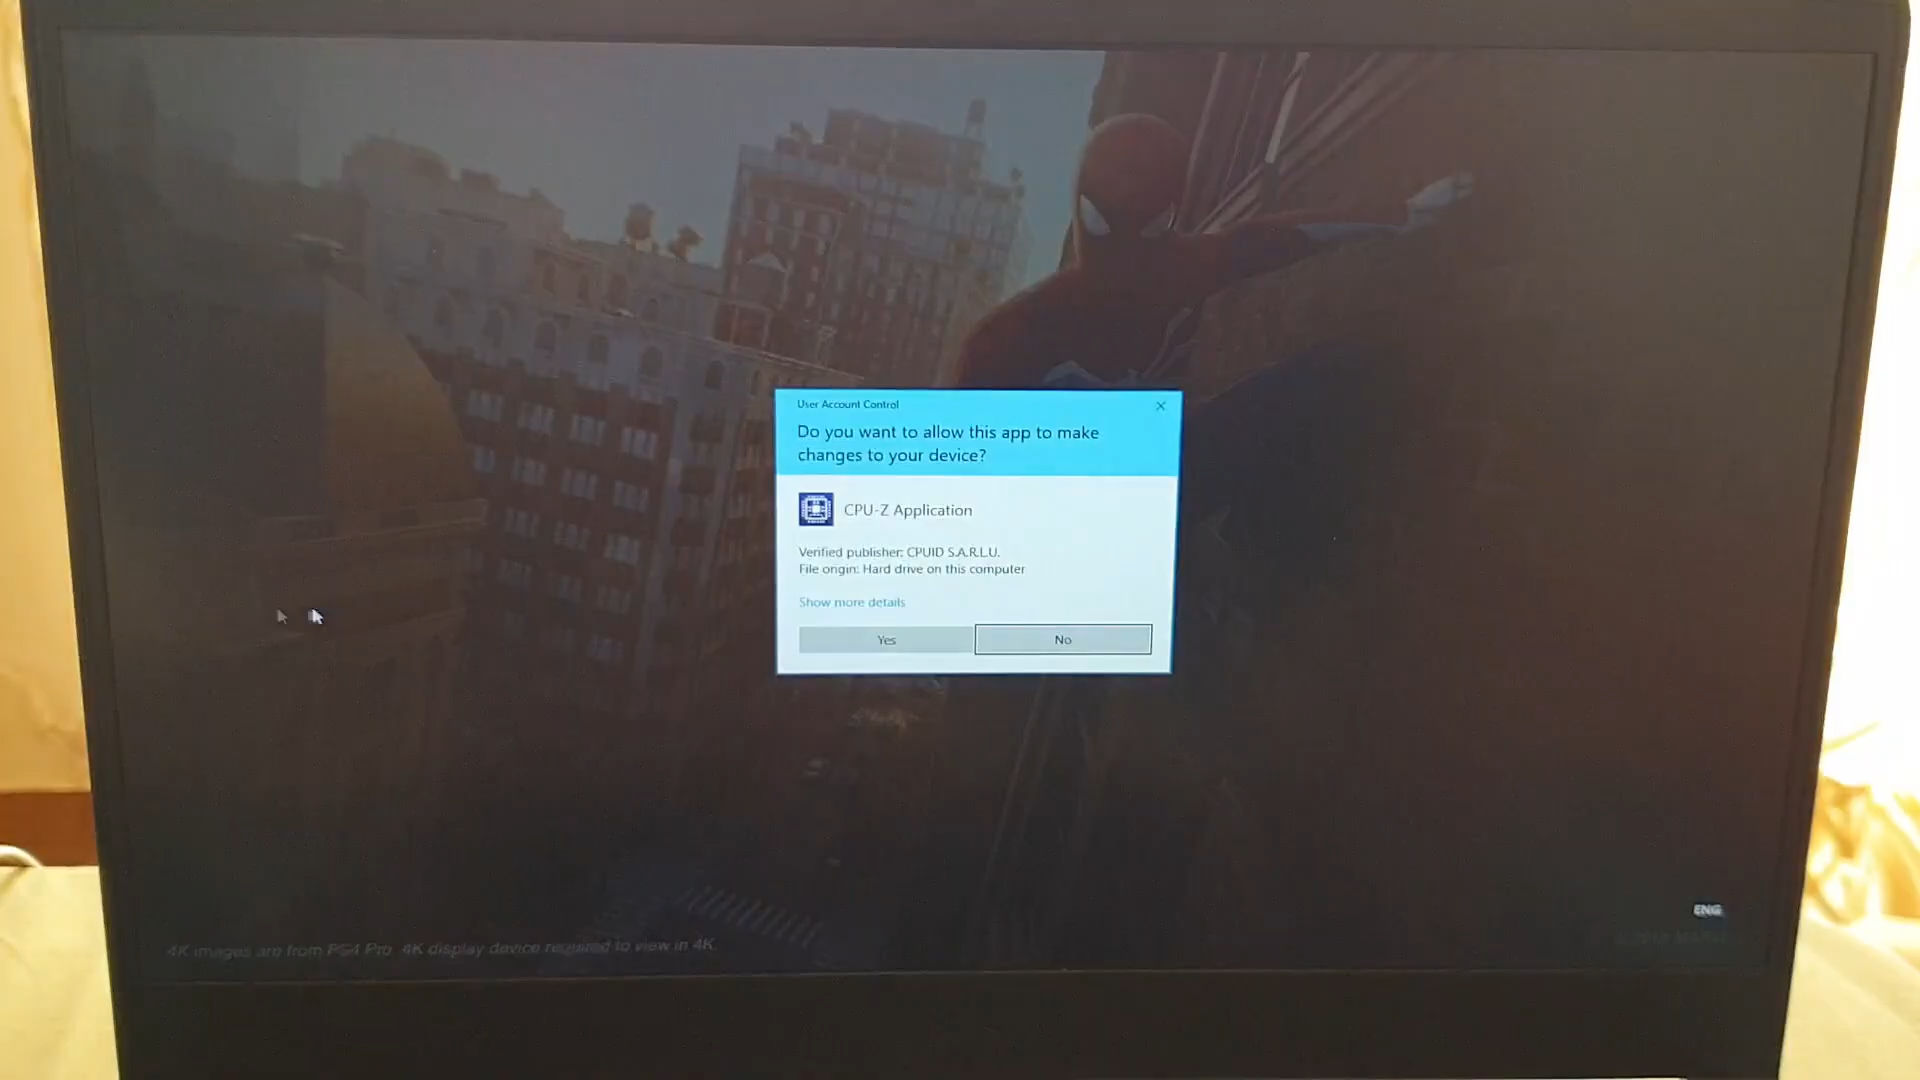 User Account Control
Do you want to allow this app to make
changes to your device?
CPU-Z Application
Verified publisher: CPUID S.A.R.L.U.
File origin: Hard drive on this computer
Show more details
Yes
No
ENG
4K images are from PS4 Pro. 4K display device required to view in 4K.